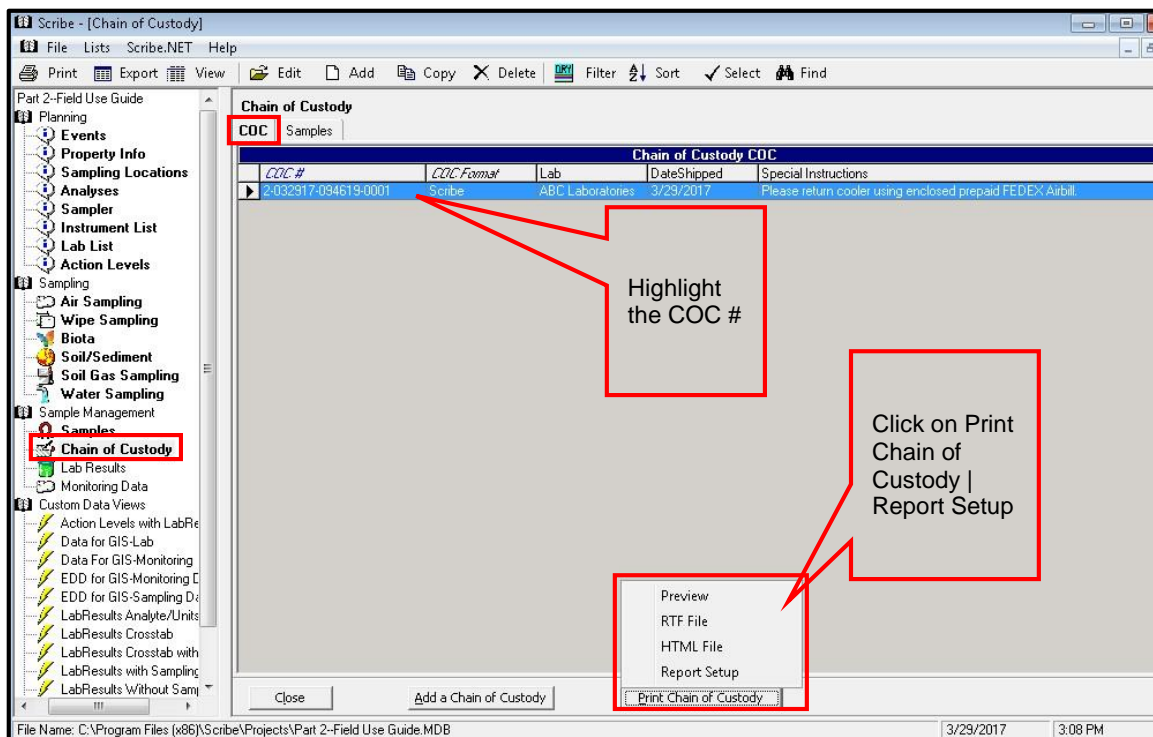 Scribe - [Chain of Custody]
File Lists Scribe.NET Help
Print Export View Edit Add Copy Delete QRY Filter Sort Select Find
Part 2--Field Use Guide
Planning
Events
Property Info
Sampling Locations
Analyses
Sampler
Instrument List
Lab List
Action Levels
Sampling
Air Sampling
Wipe Sampling
Biota
Soil/Sediment
Soil Gas Sampling
Water Sampling
Sample Management
Samples
Chain of Custody
Lab Results
Monitoring Data
Custom Data Views
Action Levels with LabRe
Data for GIS-Lab
Data For GIS-Monitoring
EDD for GIS-Monitoring D
EDD for GIS-Sampling Da
LabResults Analyte/Units
LabResults Crosstab
LabResults Crosstab with
LabResults with Sampling
LabResults Without Samp
Chain of Custody
COC Samples
Chain of Custody COC
COC # COC Format Lab DateShipped Special Instructions
2-032917-094619-0001 Scribe ABC Laboratories 3/29/2017 Please return cooler using enclosed prepaid FEDEX Airbill.
Highlight
the COC #
Click on Print
Chain of
Custody |
Report Setup
Preview
RTF File
HTML File
Report Setup
Close Add a Chain of Custody Print Chain of Custody
File Name: C:\Program Files (x86)\Scribe\Projects\Part 2--Field Use Guide.MDB 3/29/2017 3:08 PM